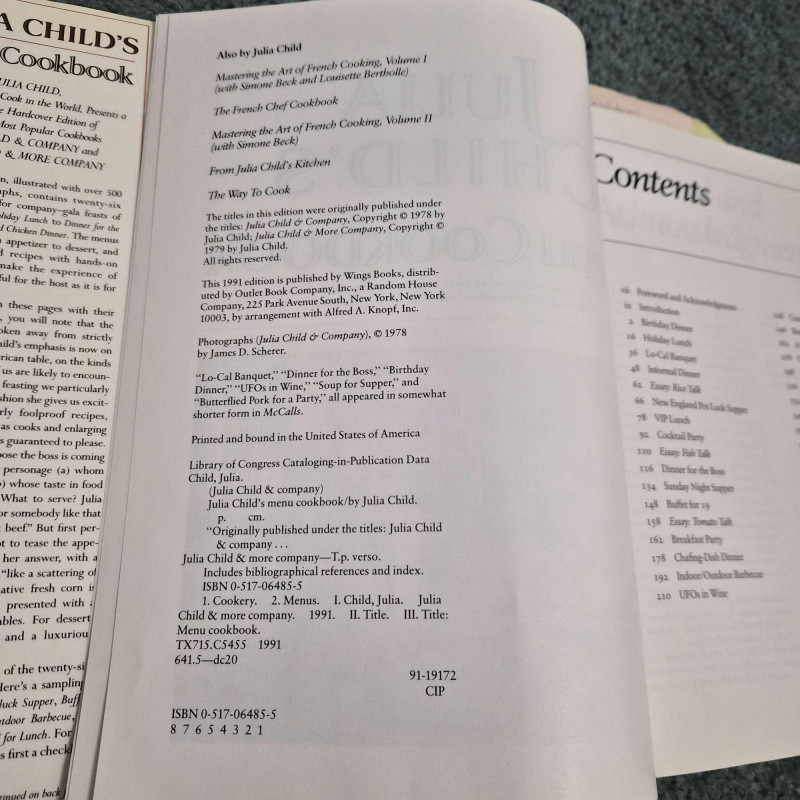 A CHILD'S
Cookbook
ULIA CHILD,
Cook in the World, Presents a
e Hardcover Edition of
Most Popular Cookbooks
D & COMPANY and
& MORE COMPANY
n, illustrated with over 500
phs, contains twenty-six
for company–gala feasts of
liday Lunch to Dinner for the
d Chicken Dinner. The menus
appetizer to dessert, and
d recipes with hands-on
make the experience of
ful for the host as it is for
these pages with their
, you will note that the
oken away from strictly
hild's emphasis is now on
rican table, on the kinds
us are likely to encoun-
feasting we particularly
shion she gives us excit-
rly foolproof recipes,
as cooks and enlarging
s guaranteed to please.
pose the boss is coming
personage (a) whom
) whose taste in food
What to serve? Julia
or somebody like that
beef." But first per-
t to tease the appe-
her answer, with a
"like a scattering of
ative fresh corn is
presented with
bles. For dessert
and a luxuriou
of the twenty-si
Here's a sampling
luck Supper, Buff
tdoor Barbecue,
for Lunch. For
s first a check
inued on back
Also by Julia Child
Mastering the Art of French Cooking, Volume I
(with Simone Beck and Louisette Bertholle)
The French Chef Cookbook
Mastering the Art of French Cooking, Volume II
(with Simone Beck)
From Julia Child's Kitchen
The Way To Cook
The titles in this edition were originally published under
the titles: Julia Child & Company, Copyright © 1978 by
Julia Child; Julia Child & More Company, Copyright ©
1979 by Julia Child.
All rights reserved.
This 1991 edition is published by Wings Books, distrib-
uted by Outlet Book Company, Inc., a Random House
Company, 225 Park Avenue South, New York, New York
10003, by arrangement with Alfred A. Knopf, Inc.
Photographs (Julia Child & Company), © 1978
by James D. Scherer.
"Lo-Cal Banquet," "Dinner for the Boss," "Birthday
Dinner," "UFOs in Wine," "Soup for Supper," and
"Butterflied Pork for a Party," all appeared in somewhat
shorter form in McCalls.
Printed and bound in the United States of America
Library of Congress Cataloging-in-Publication Data
Child, Julia.
(Julia Child & company)
Julia Child's menu cookbook/by Julia Child.
p. cm.
"Originally published under the titles: Julia Child
& company . . .
Julia Child & more company—T.p. verso.
Includes bibliographical references and index.
ISBN 0-517-06485-5
1. Cookery. 2. Menus. I. Child, Julia. Julia
Child & more company. 1991. II. Title. III. Title:
Menu cookbook.
TX715.C5455 1991
641.5—dc20
91-19172
CIP
ISBN 0-517-06485-5
8 7 6 5 4 3 2 1
Contents
vii Foreword and Acknowledgments
ix Introduction
2 Birthday Dinner
16 Holiday Lunch
36 Lo-Cal Banquet
48 Informal Dinner
62 Essay: Rice Talk
66 New England Pot Luck Supper
78 VIP Lunch
92 Cocktail Party
110 Essay: Fish Talk
116 Dinner for the Boss
134 Sunday Night Supper
148 Buffet for 19
158 Essay: Tomato Talk
162 Breakfast Party
178 Chafing-Dish Dinner
192 Indoor/Outdoor Barbecue
210 UFOs in Wine